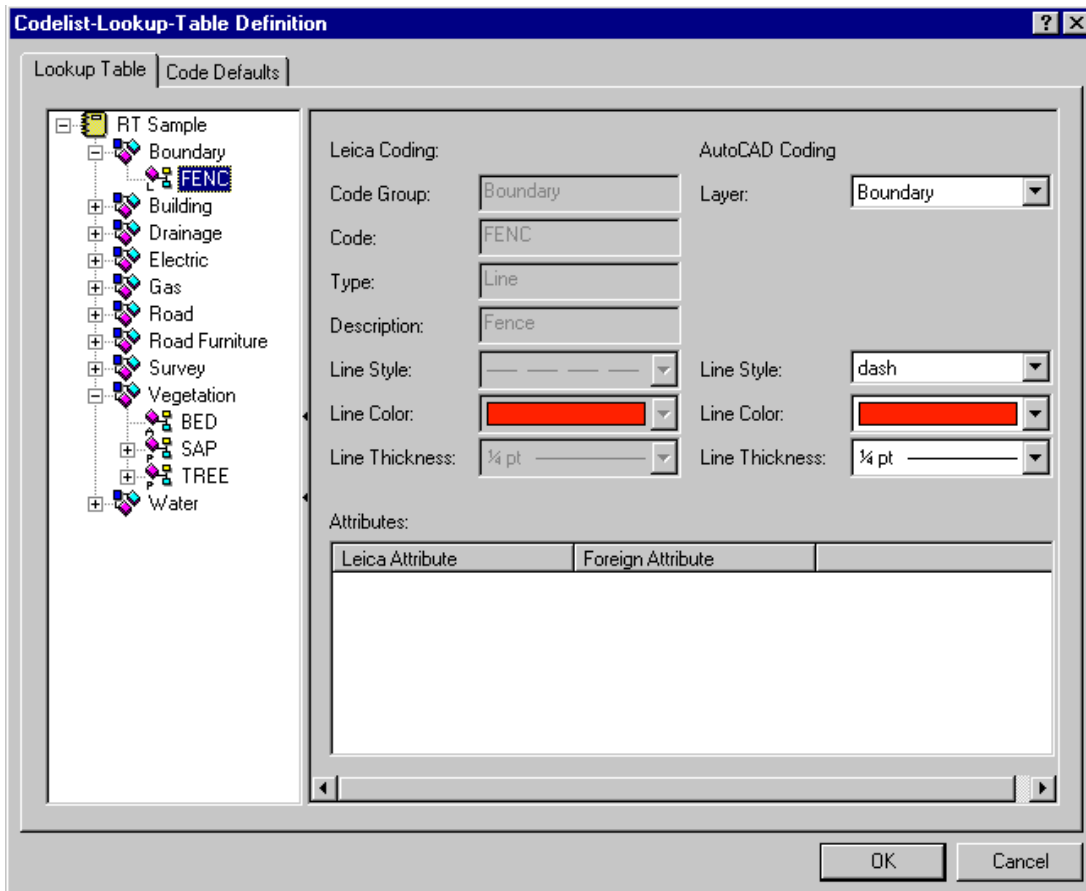 Codelist-Lookup-Table Definition
Lookup Table
Code Defaults
RT Sample
Boundary
L
FENC
Building
Drainage
Electric
Gas
Road
Road Furniture
Survey
Vegetation
A
BED
P
SAP
P
TREE
Water
Leica Coding:
AutoCAD Coding
Code Group:
Boundary
Layer:
Boundary
Code:
FENC
Type:
Line
Description:
Fence
Line Style:
Line Style:
dash
Line Color:
Line Color:
Line Thickness:
¼ pt
Line Thickness:
¼ pt
Attributes:
Leica Attribute
Foreign Attribute
OK
Cancel